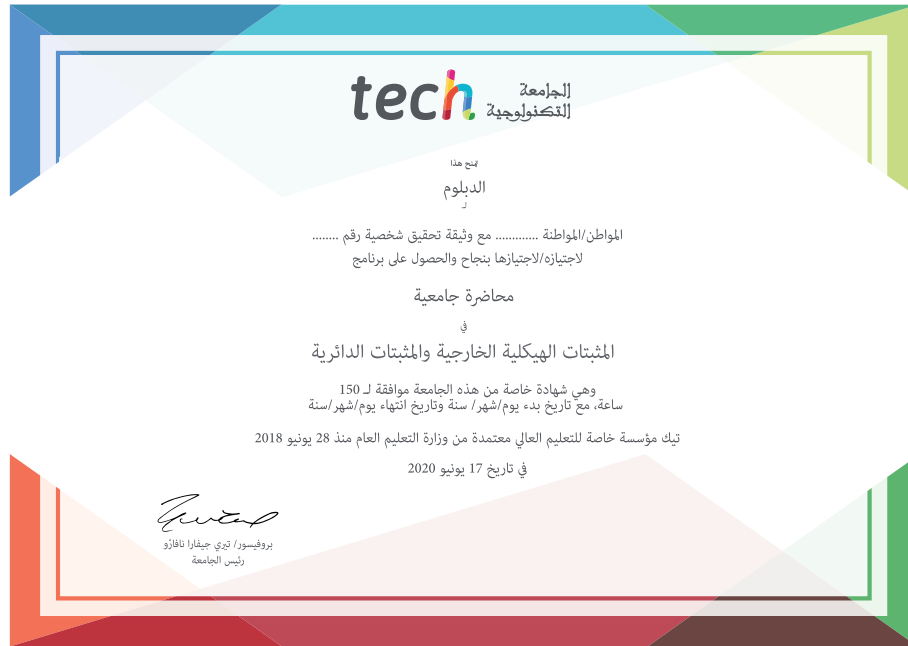 tech الجامعة
التكنولوجية
تمنح هذا
الدبلوم
لـ
المواطن/المواطنة ............. مع وثيقة تحقيق شخصية رقم ........
لاجتيازه/لاجتيازها بنجاح والحصول على برنامج
محاضرة جامعية
في
المثبتات الهيكلية الخارجية والمثبتات الدائرية
وهي شهادة خاصة من هذه الجامعة موافقة لـ 150
ساعة، مع تاريخ بدء يوم/شهر/ سنة وتاريخ انتهاء يوم/شهر/سنة
تيك مؤسسة خاصة للتعليم العالي معتمدة من وزارة التعليم العام منذ 28 يونيو 2018
في تاريخ 17 يونيو 2020
بروفيسور/ تيري جيفارا نافارّو
رئيس الجامعة